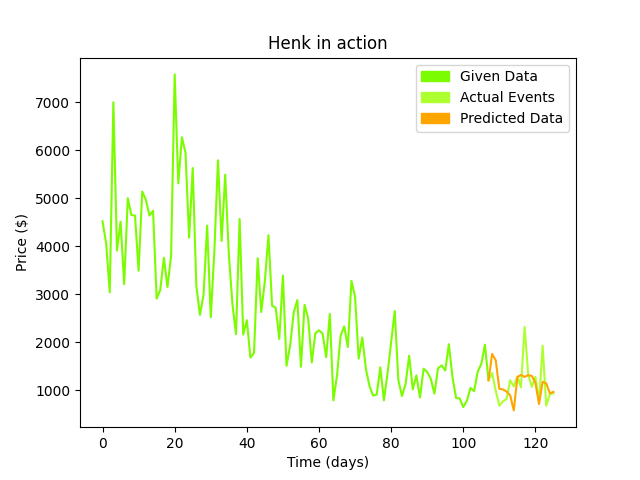 Henk in action
Given Data
Actual Events
Predicted Data
Price ($)
7000
6000
5000
4000
3000
2000
1000
0 20 40 60 80 100 120
Time (days)